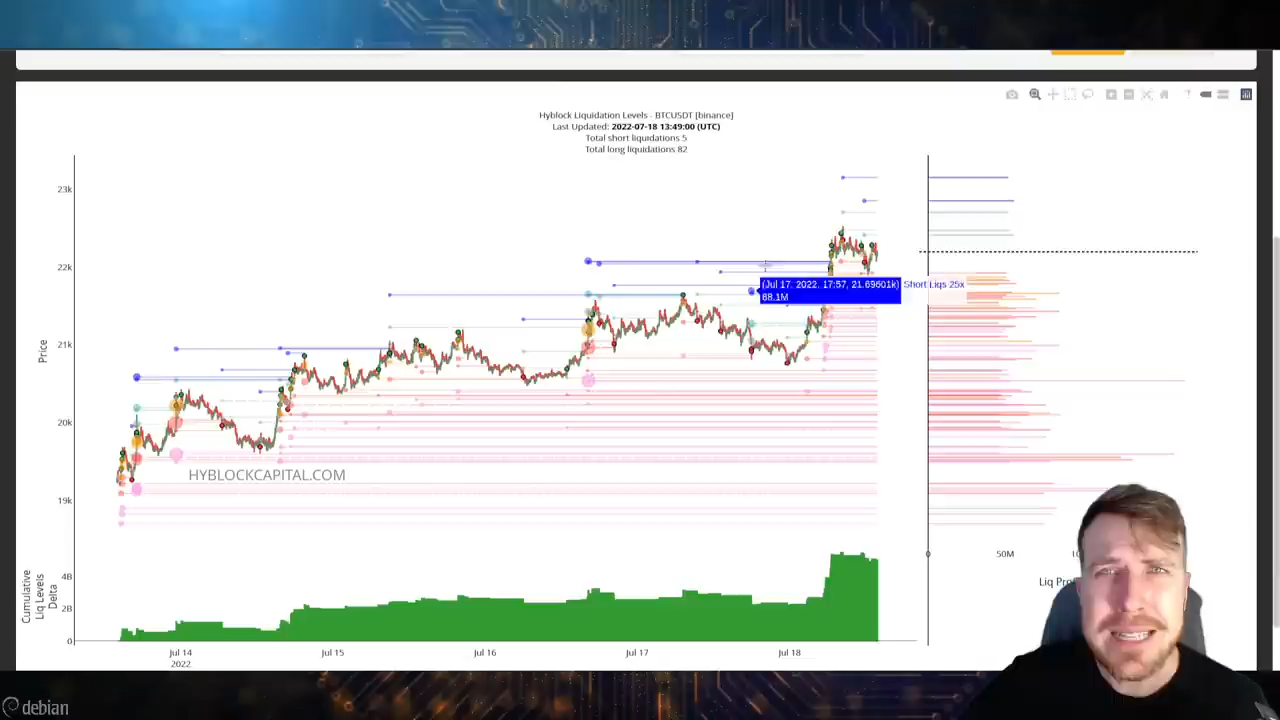 Hyblock Liquidation Levels - BTCUSDT [binance]
Last Updated: 2022-07-18 13:49:00 (UTC)
Total short liquidations 5
Total long liquidations 82
23k
22k
21k
20k
19k
Price
(Jul 17, 2022, 17:57, 21.69601k) Short Liqs 25x
68.1M
HYBLOCKCAPITAL.COM
0
50M
Cumulative
Liq Levels
Delta
4B
2B
0
Jul 14
2022
Jul 15
Jul 16
Jul 17
Jul 18
Liq
debian